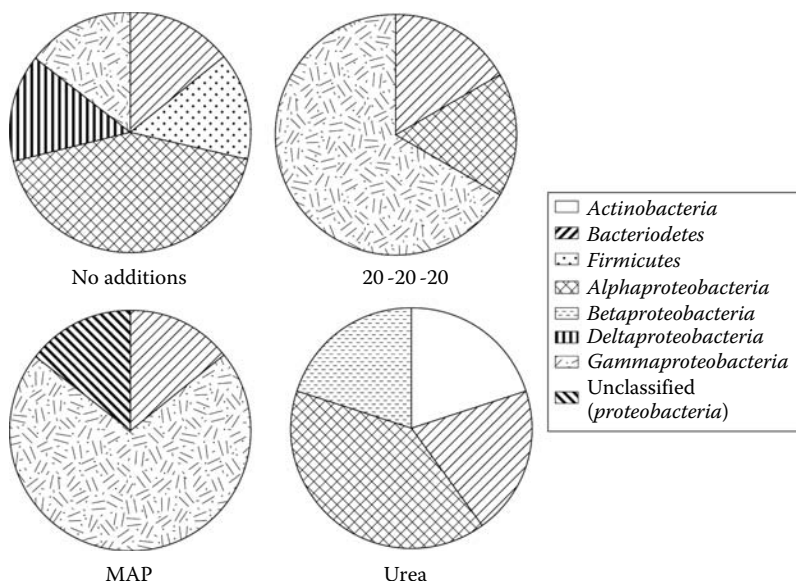 No additions
20 -20 -20
MAP
Urea
Actinobacteria
Bacteriodetes
Firmicutes
Alphaproteobacteria
Betaproteobacteria
Deltaproteobacteria
Gammaproteobacteria
Unclassified
(proteobacteria)